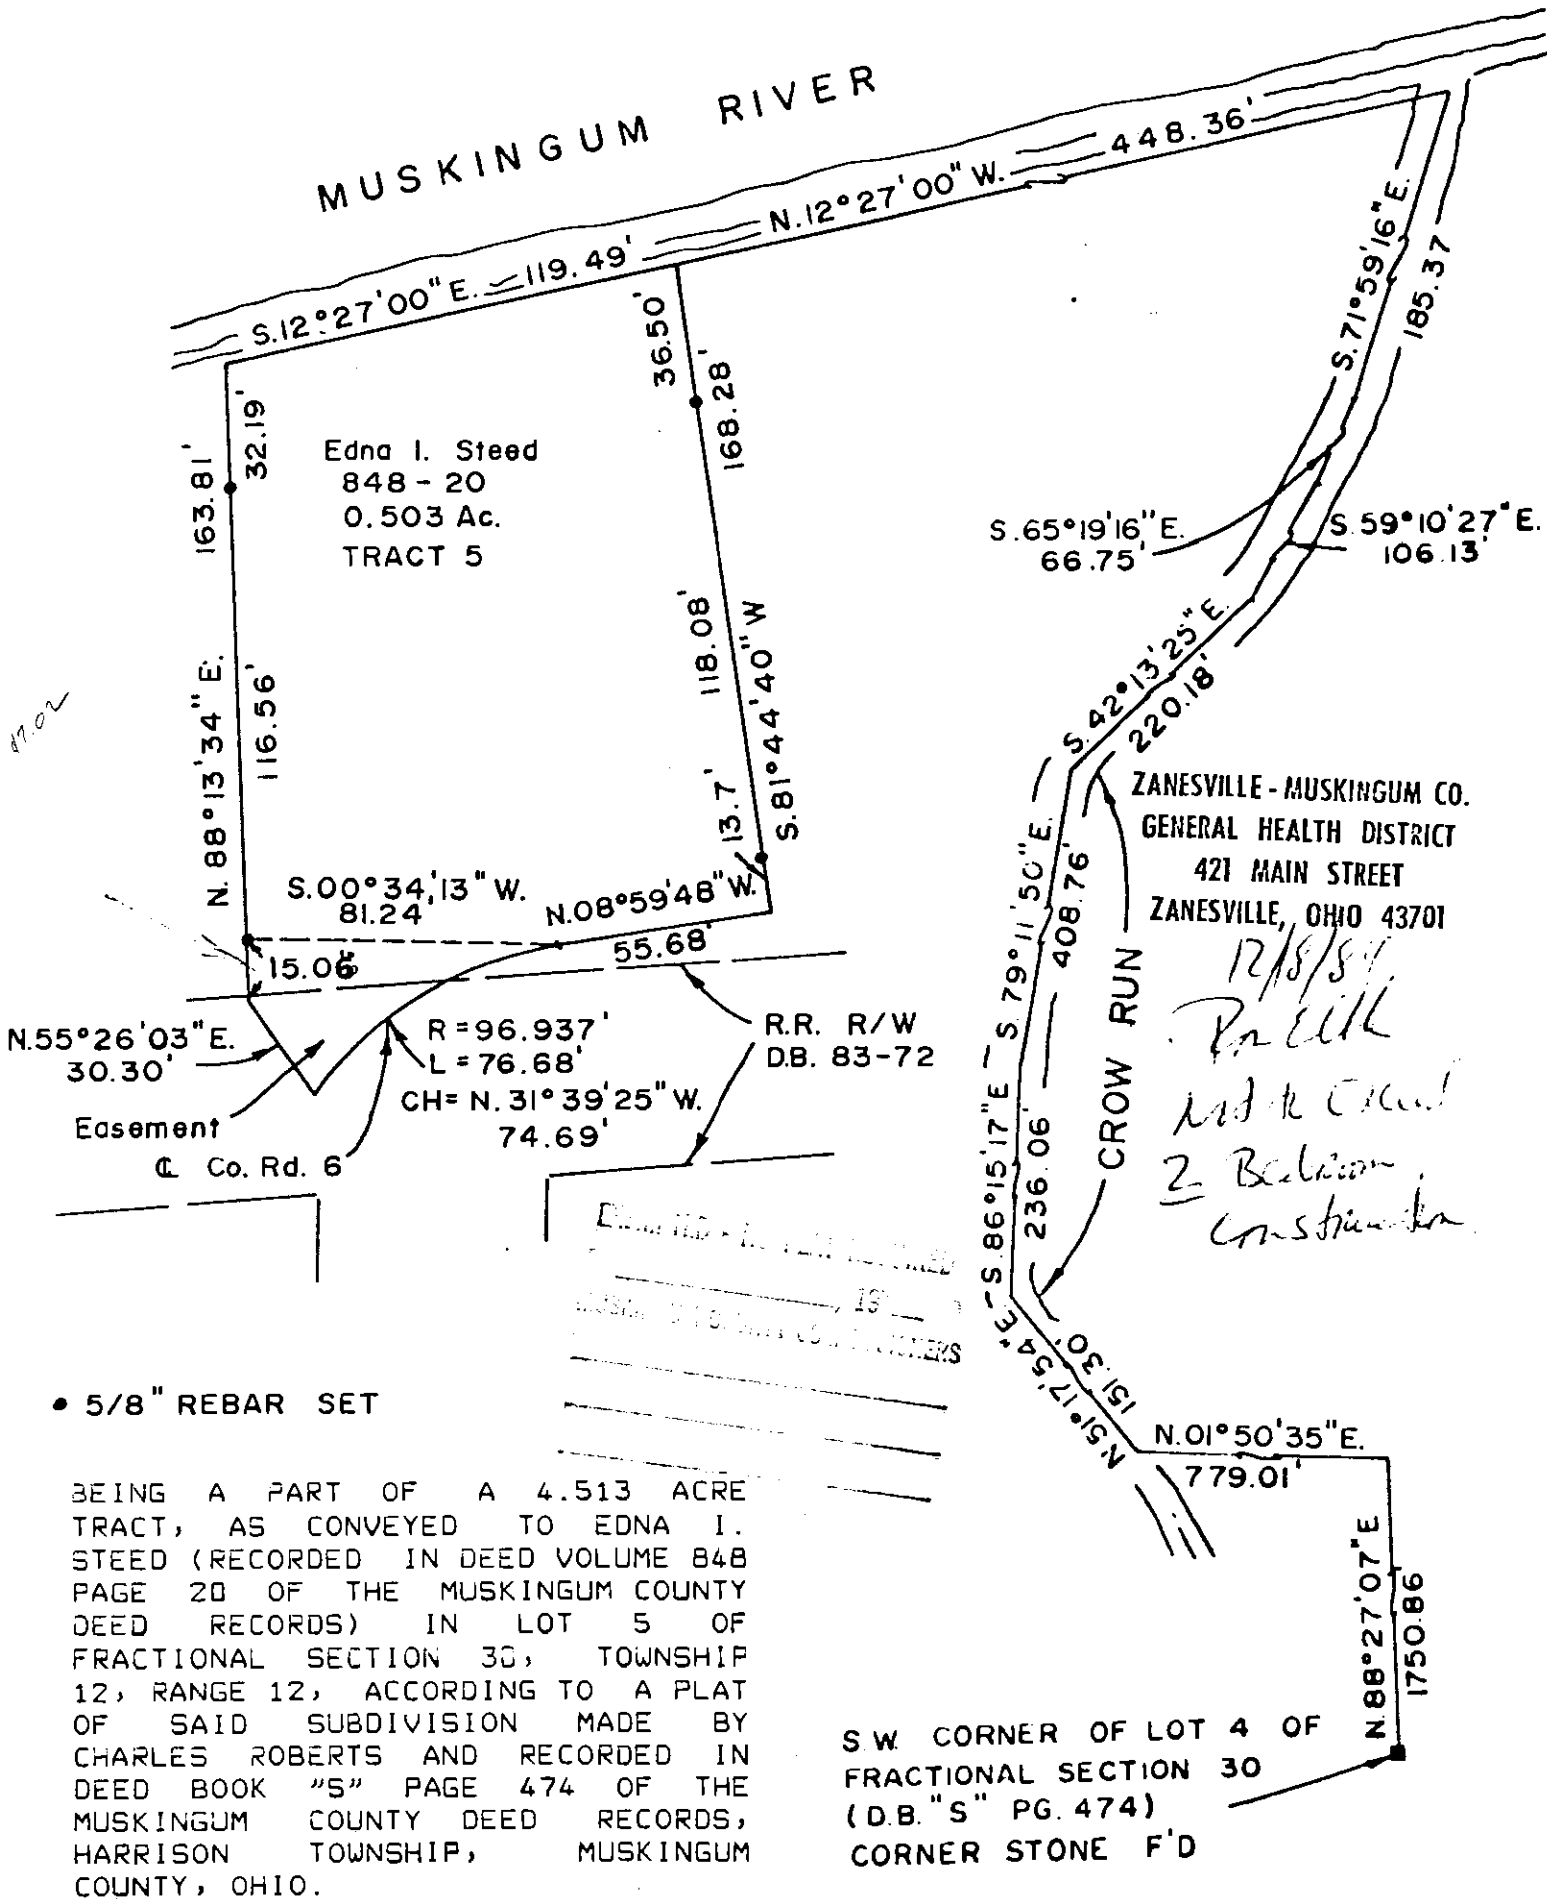 MUSKINGUM RIVER
N.12°27'00"W. 448.36'
S.12°27'00"E. 119.49'
36.50'
168.28'
163.81'
32.19'
Edna I. Steed
848-20
0.503 Ac.
TRACT 5
S.71°59'16"E.
185.37
S.65°19'16"E.
66.75'
S.59°10'27"E.
106.13'
118.08'
S.81°44'40"W
13.7'
N.88°13'34"E.
116.56'
87.02
S.42°13'25"E.
220.18'
ZANESVILLE-MUSKINGUM CO.
GENERAL HEALTH DISTRICT
421 MAIN STREET
ZANESVILLE, OHIO 43701
S.00°34'13"W.
81.24'
N.08°59'48"W.
55.68'
15.06'
N.55°26'03"E.
30.30'
R=96.937'
L=76.68'
CH=N.31°39'25"W.
74.69'
R.R. R/W
D.B. 83-72
Easement
℄ Co. Rd. 6
S.79°11'50"E.
408.76'
CROW RUN
2 Bedroom
Construction
S.86°15'17"E
236.06'
N51°17'54"E
151.30'
N.01°50'35"E.
779.01'
N.88°27'07"E
1750.86'
• 5/8" REBAR SET
BEING A PART OF A 4.513 ACRE
TRACT, AS CONVEYED TO EDNA I.
STEED (RECORDED IN DEED VOLUME 848
PAGE 20 OF THE MUSKINGUM COUNTY
DEED RECORDS) IN LOT 5 OF
FRACTIONAL SECTION 30, TOWNSHIP
12, RANGE 12, ACCORDING TO A PLAT
OF SAID SUBDIVISION MADE BY
CHARLES ROBERTS AND RECORDED IN
DEED BOOK "S" PAGE 474 OF THE
MUSKINGUM COUNTY DEED RECORDS,
HARRISON TOWNSHIP, MUSKINGUM
COUNTY, OHIO.
S.W. CORNER OF LOT 4 OF
FRACTIONAL SECTION 30
(D.B. "S" PG. 474)
CORNER STONE F'D